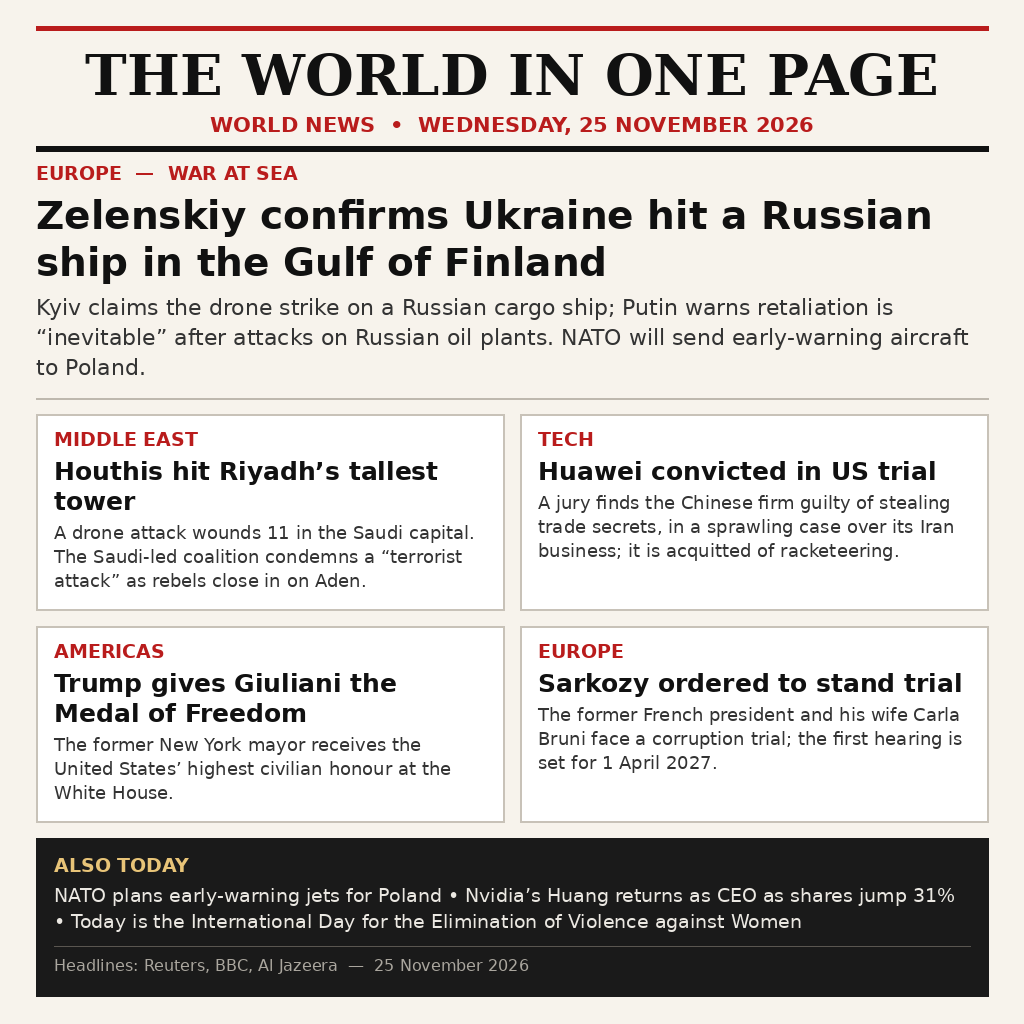 THE WORLD IN ONE PAGE
WORLD NEWS • WEDNESDAY, 25 NOVEMBER 2026
EUROPE — WAR AT SEA
Zelenskiy confirms Ukraine hit a Russian
ship in the Gulf of Finland
Kyiv claims the drone strike on a Russian cargo ship; Putin warns retaliation is
“inevitable” after attacks on Russian oil plants. NATO will send early-warning aircraft
to Poland.
MIDDLE EAST
Houthis hit Riyadh’s tallest
tower
A drone attack wounds 11 in the Saudi capital.
The Saudi-led coalition condemns a “terrorist
attack” as rebels close in on Aden.
TECH
Huawei convicted in US trial
A jury finds the Chinese firm guilty of stealing
trade secrets, in a sprawling case over its Iran
business; it is acquitted of racketeering.
AMERICAS
Trump gives Giuliani the
Medal of Freedom
The former New York mayor receives the
United States’ highest civilian honour at the
White House.
EUROPE
Sarkozy ordered to stand trial
The former French president and his wife Carla
Bruni face a corruption trial; the first hearing is
set for 1 April 2027.
ALSO TODAY
NATO plans early-warning jets for Poland • Nvidia’s Huang returns as CEO as shares jump 31%
• Today is the International Day for the Elimination of Violence against Women
Headlines: Reuters, BBC, Al Jazeera — 25 November 2026